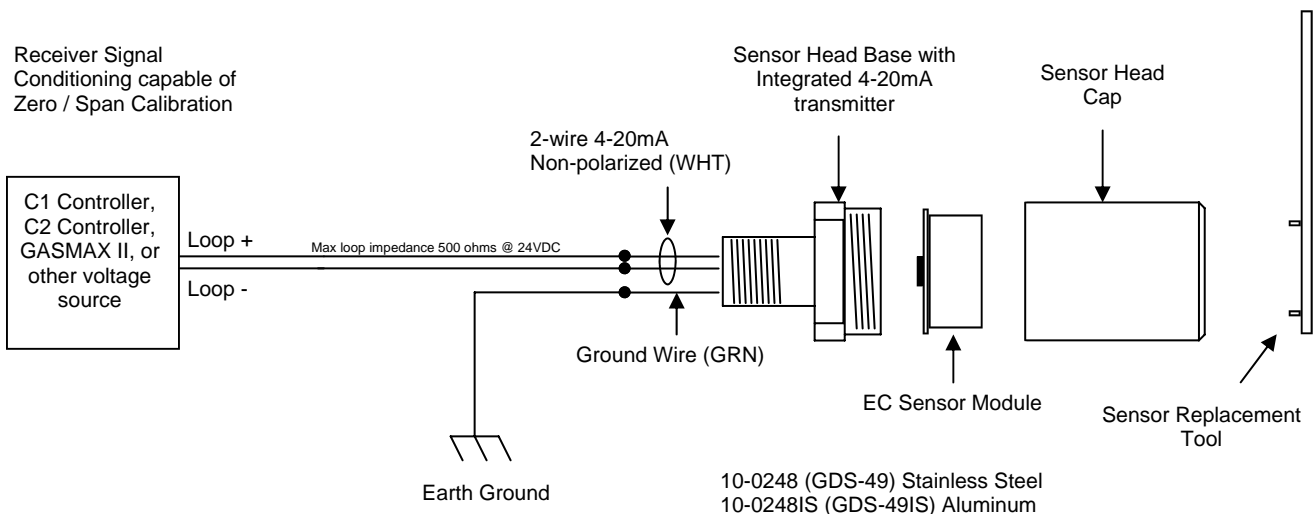 Receiver Signal
Conditioning capable of
Zero / Span Calibration
Sensor Head Base with
Integrated 4-20mA
transmitter
Sensor Head
Cap
2-wire 4-20mA
Non-polarized (WHT)
C1 Controller,
C2 Controller,
GASMAX II, or
other voltage
source
Loop +
Max loop impedance 500 ohms @ 24VDC
Loop -
Ground Wire (GRN)
EC Sensor Module
Sensor Replacement
Tool
Earth Ground
10-0248 (GDS-49) Stainless Steel
10-0248IS (GDS-49IS) Aluminum